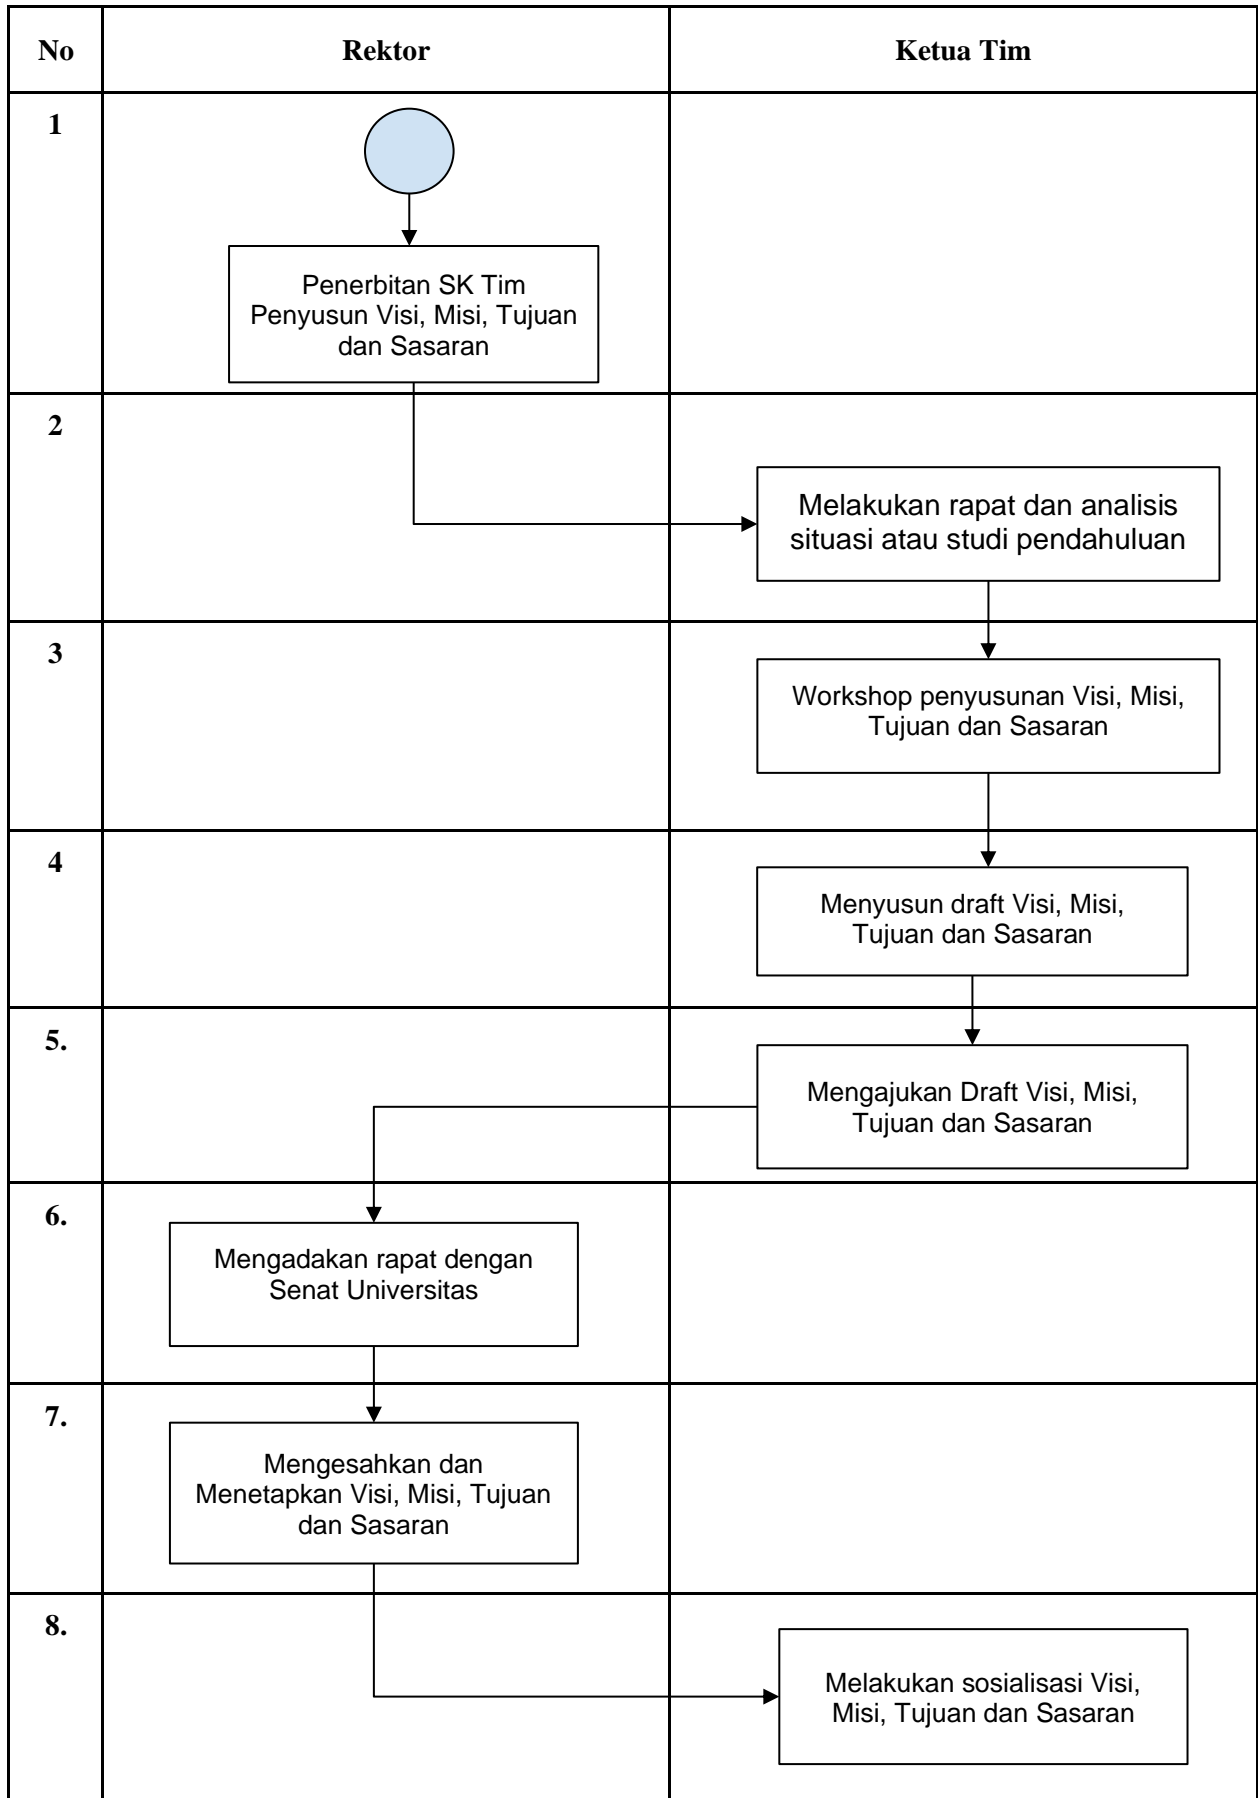 No Rektor Ketua Tim
1
Penerbitan SK Tim
Penyusun Visi, Misi, Tujuan
dan Sasaran
2
Melakukan rapat dan analisis
situasi atau studi pendahuluan
3
Workshop penyusunan Visi, Misi,
Tujuan dan Sasaran
4
Menyusun draft Visi, Misi,
Tujuan dan Sasaran
5.
Mengajukan Draft Visi, Misi,
Tujuan dan Sasaran
6.
Mengadakan rapat dengan
Senat Universitas
7.
Mengesahkan dan
Menetapkan Visi, Misi, Tujuan
dan Sasaran
8.
Melakukan sosialisasi Visi,
Misi, Tujuan dan Sasaran